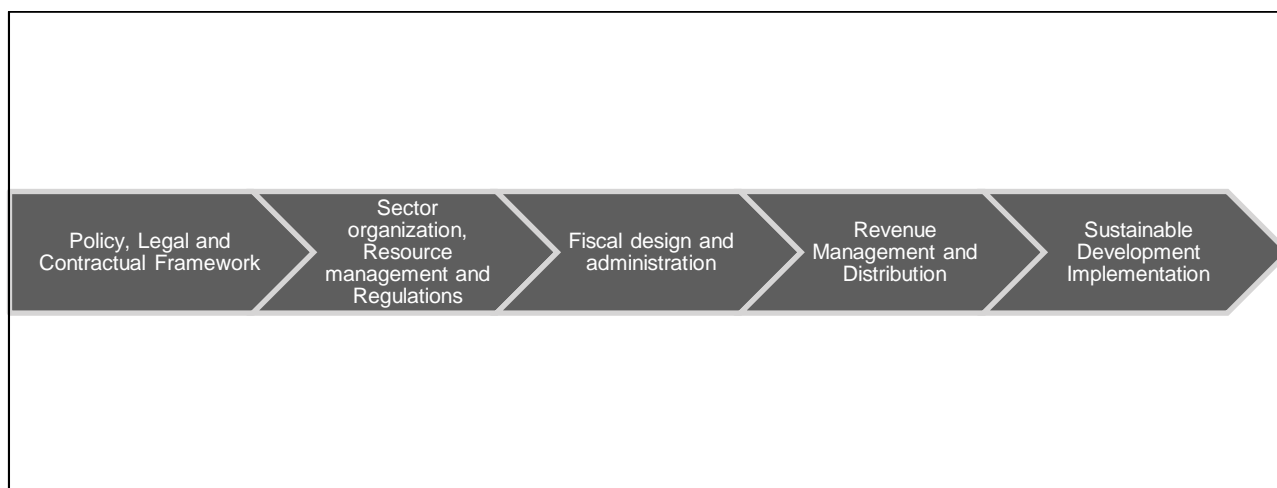 Policy, Legal and
Contractual Framework
Sector
organization,
Resource
management and
Regulations
Fiscal design and
administration
Revenue
Management and
Distribution
Sustainable
Development
Implementation